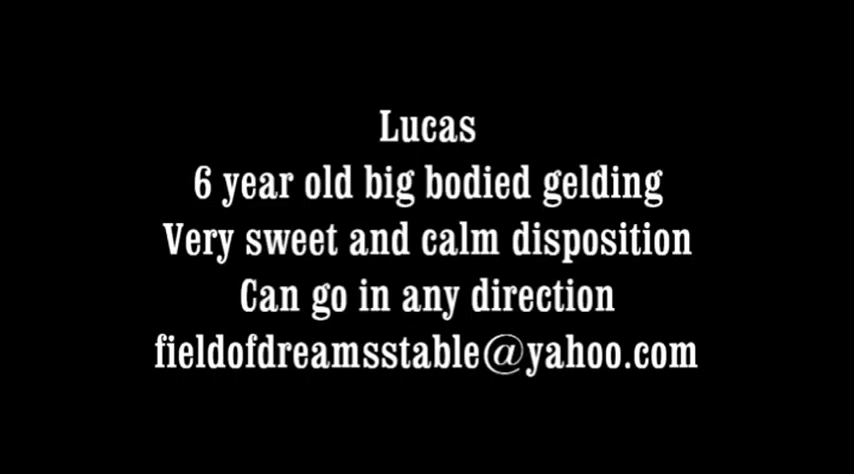 Lucas
6 year old big bodied gelding
Very sweet and calm disposition
Can go in any direction
fieldofdreamsstable@yahoo.com